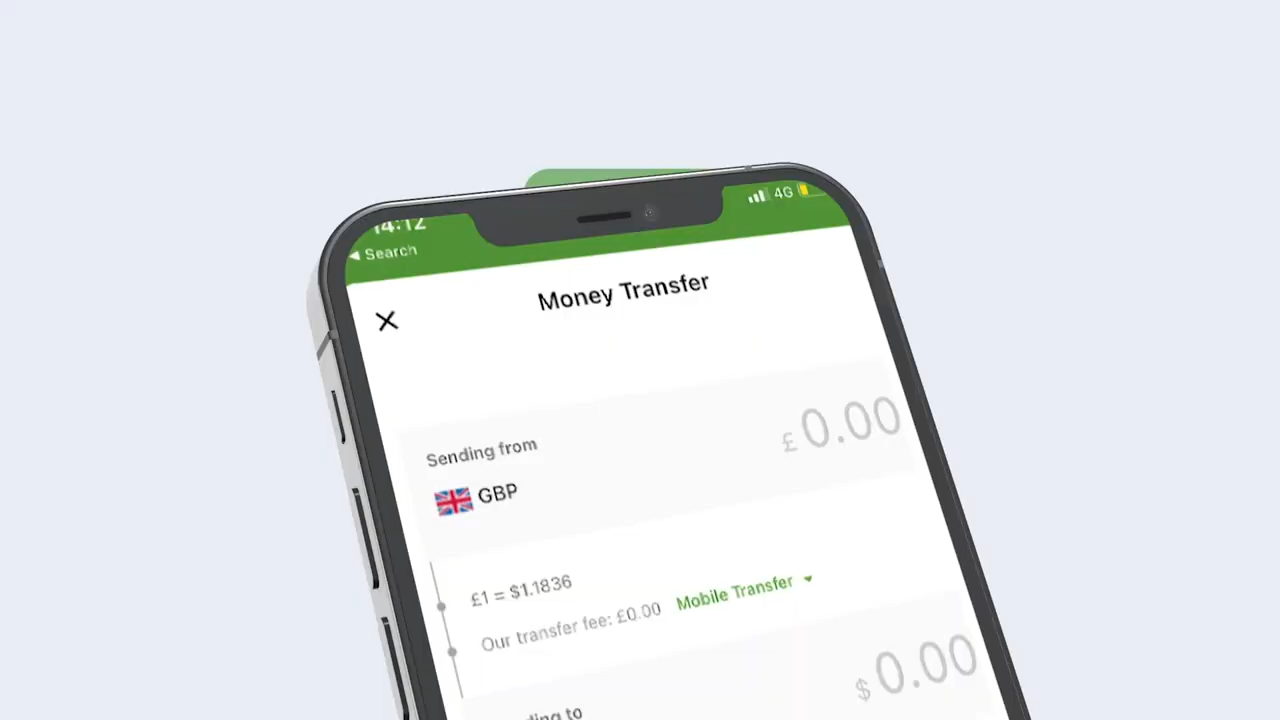 14:12
4G
◀ Search
Money Transfer
Sending from
£ 0.00
GBP
£1 = $1.1836
Our transfer fee: £0.00 Mobile Transfer
$ 0.00
to